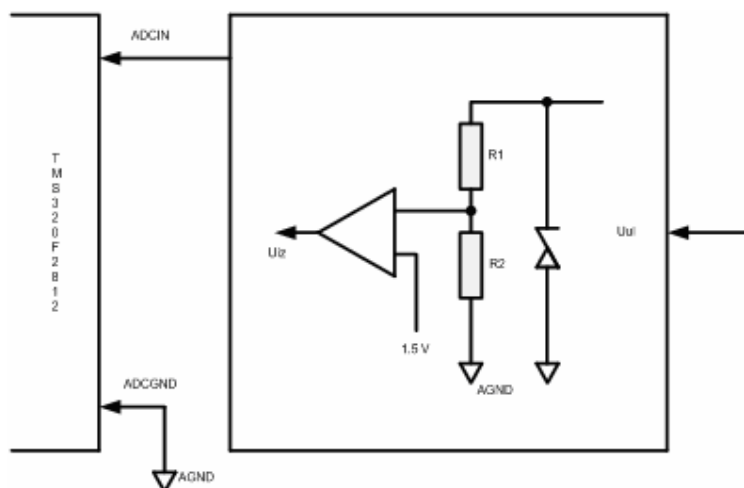 ADCIN
TMS320F2812
R1
R2
Uiz
Uul
1.5 V
AGND
ADCGND
AGND